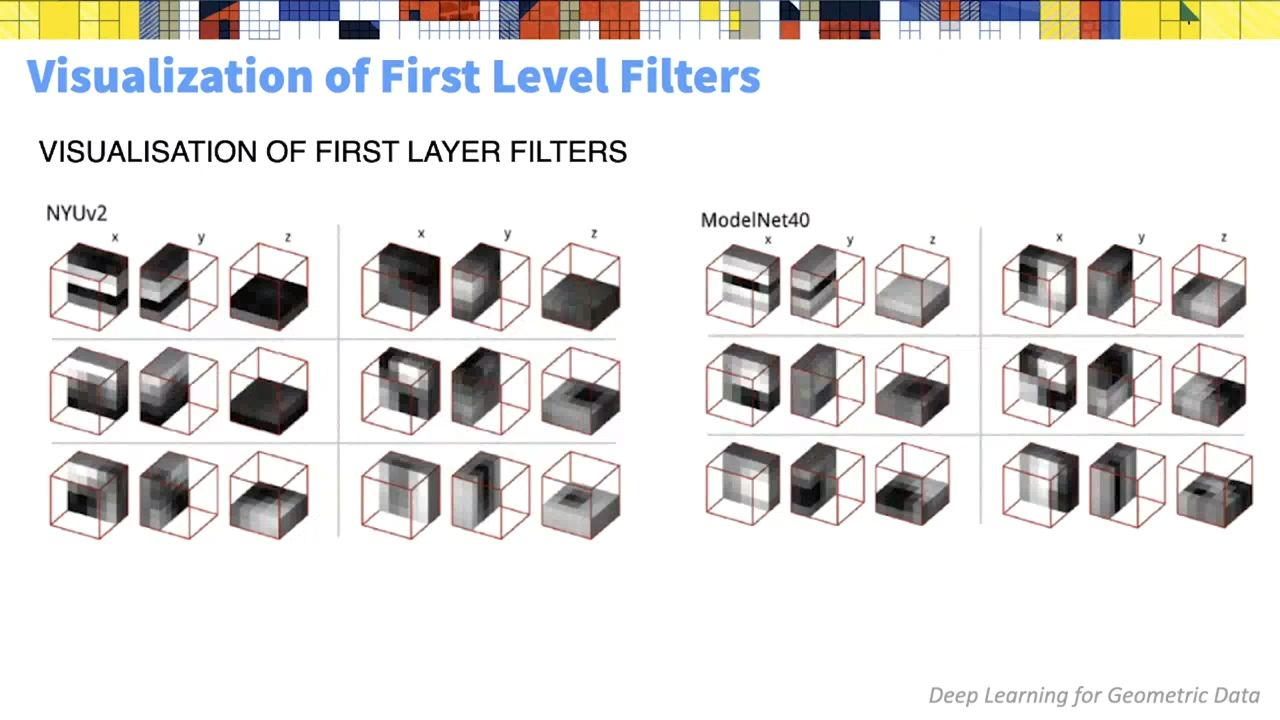 Visualization of First Level Filters
VISUALISATION OF FIRST LAYER FILTERS
NYUv2
x y z x y z
ModelNet40
x y z x y z
Deep Learning for Geometric Data